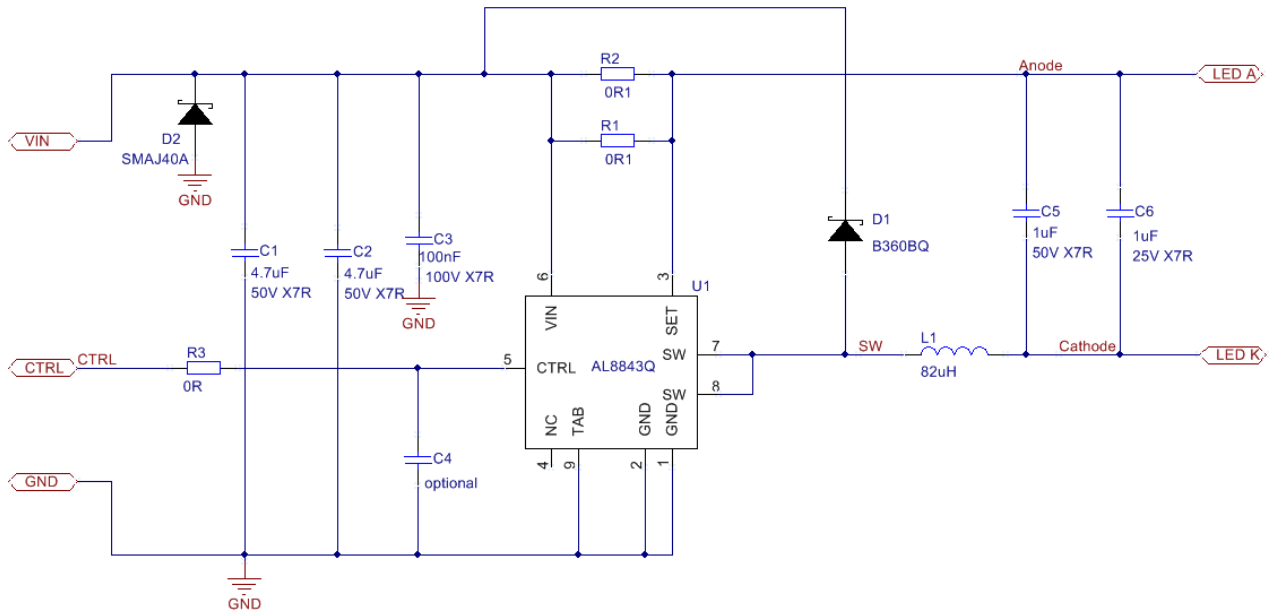 R2
0R1
Anode
LED A
VIN
D2
SMAJ40A
GND
R1
0R1
C1
4.7uF
50V X7R
C2
4.7uF
50V X7R
C3
100nF
100V X7R
GND
D1
B360BQ
C5
1uF
50V X7R
C6
1uF
25V X7R
6
3
U1
VIN
SET
CTRL
CTRL
R3
0R
5
CTRL
AL8843Q
SW
7
SW
8
SW
L1
82uH
Cathode
LED K
NC
TAB
GND
GND
4
9
2
1
C4
optional
GND
GND